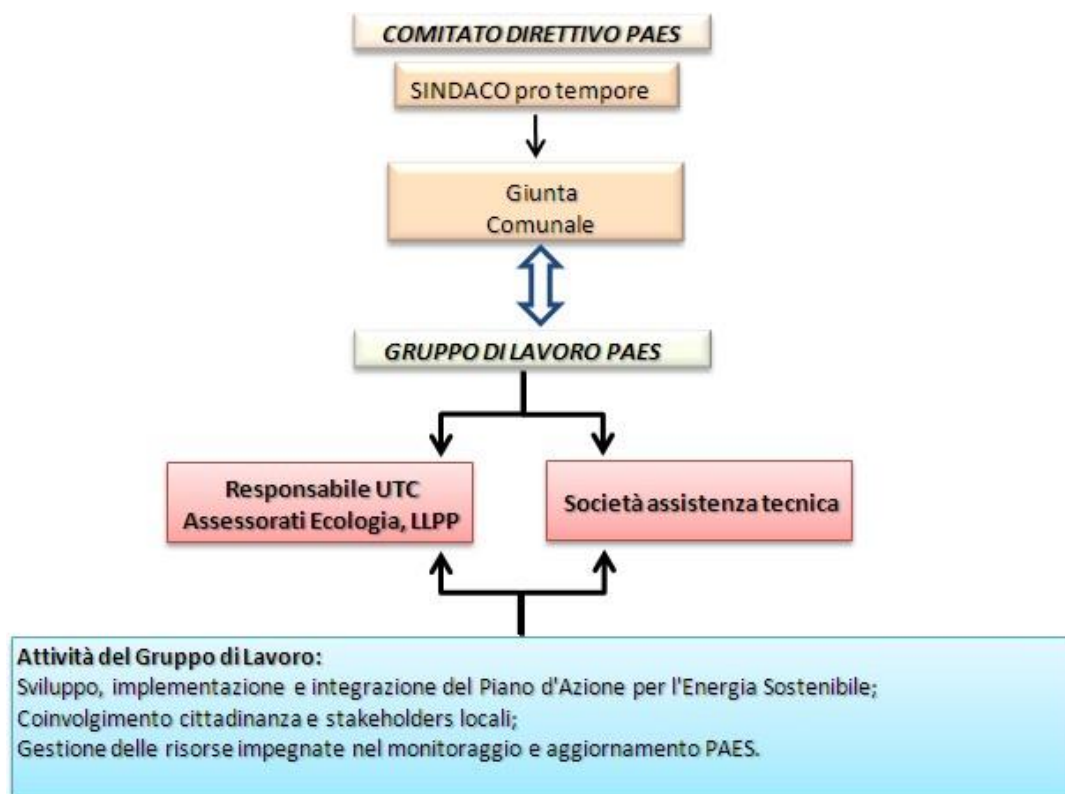 COMITATO DIRETTIVO PAES
SINDACO pro tempore
Giunta
Comunale
GRUPPO DI LAVORO PAES
Responsabile UTC
Assessorati Ecologia, LLPP
Società assistenza tecnica
Attività del Gruppo di Lavoro:
Sviluppo, implementazione e integrazione del Piano d'Azione per l'Energia Sostenibile;
Coinvolgimento cittadinanza e stakeholders locali;
Gestione delle risorse impegnate nel monitoraggio e aggiornamento PAES.